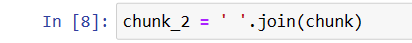 In [8]: chunk_2 = ' '.join(chunk)